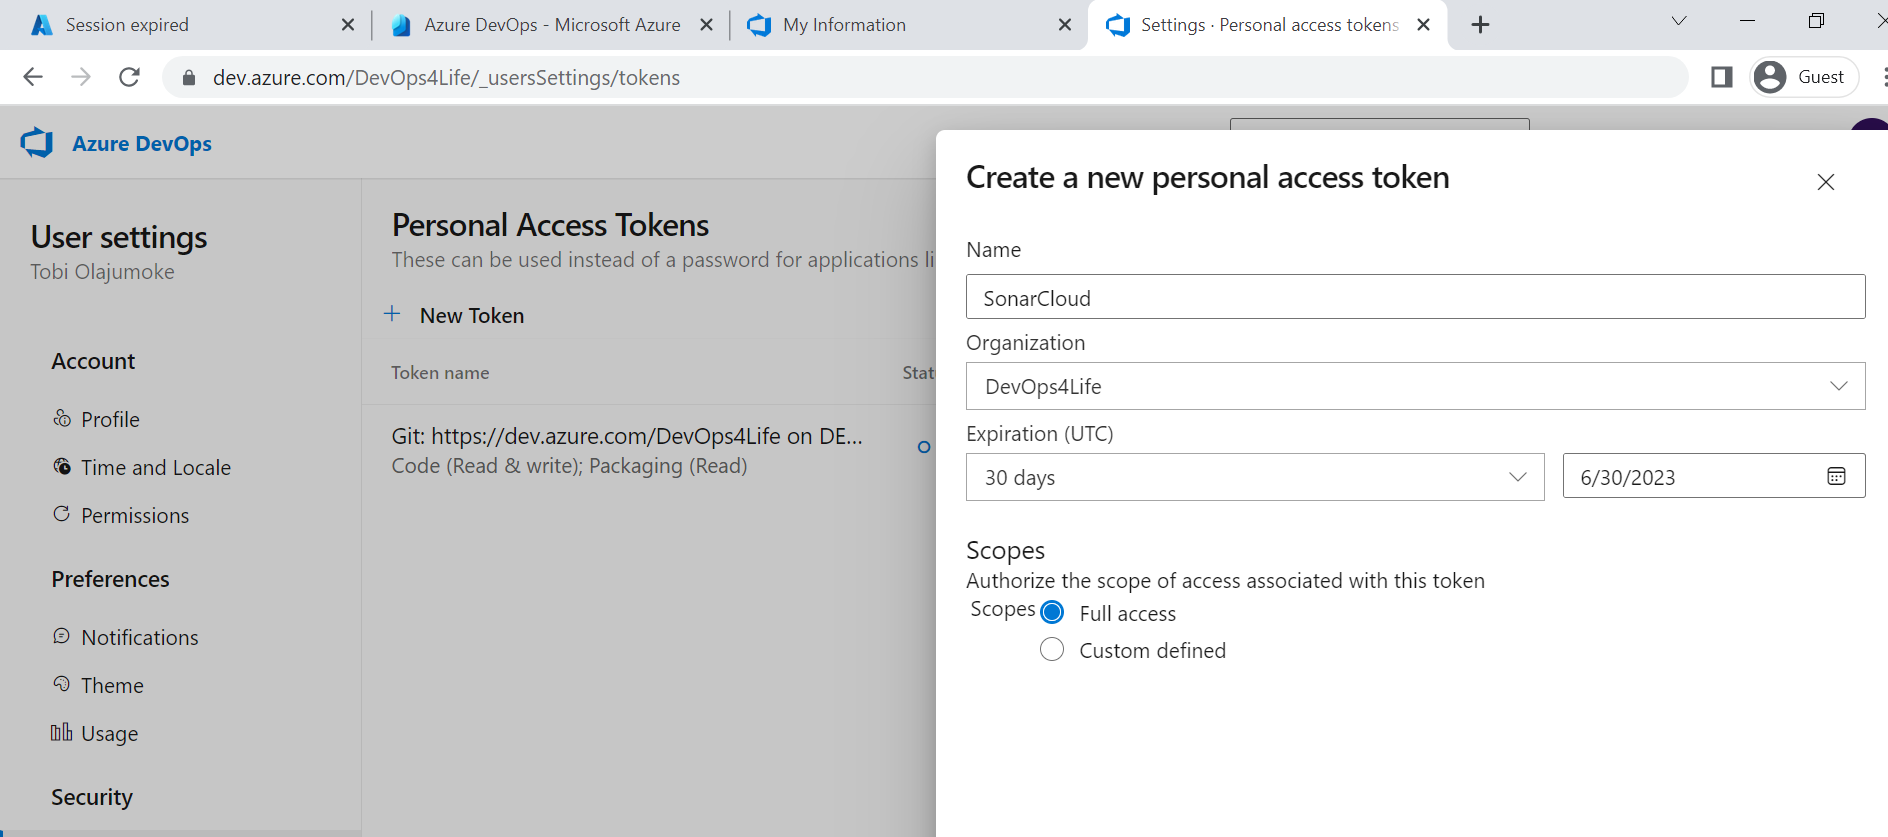 Session expired
Azure DevOps - Microsoft Azure
My Information
Settings · Personal access tokens
dev.azure.com/DevOps4Life/_usersSettings/tokens
Guest
Azure DevOps
User settings
Tobi Olajumoke
Account
Profile
Time and Locale
Permissions
Preferences
Notifications
Theme
Usage
Security
Personal Access Tokens
These can be used instead of a password for applications li
New Token
Token name
Stat
Git: https://dev.azure.com/DevOps4Life on DE...
Code (Read & write); Packaging (Read)
Create a new personal access token
Name
SonarCloud
Organization
DevOps4Life
Expiration (UTC)
30 days
6/30/2023
Scopes
Authorize the scope of access associated with this token
Scopes
Full access
Custom defined